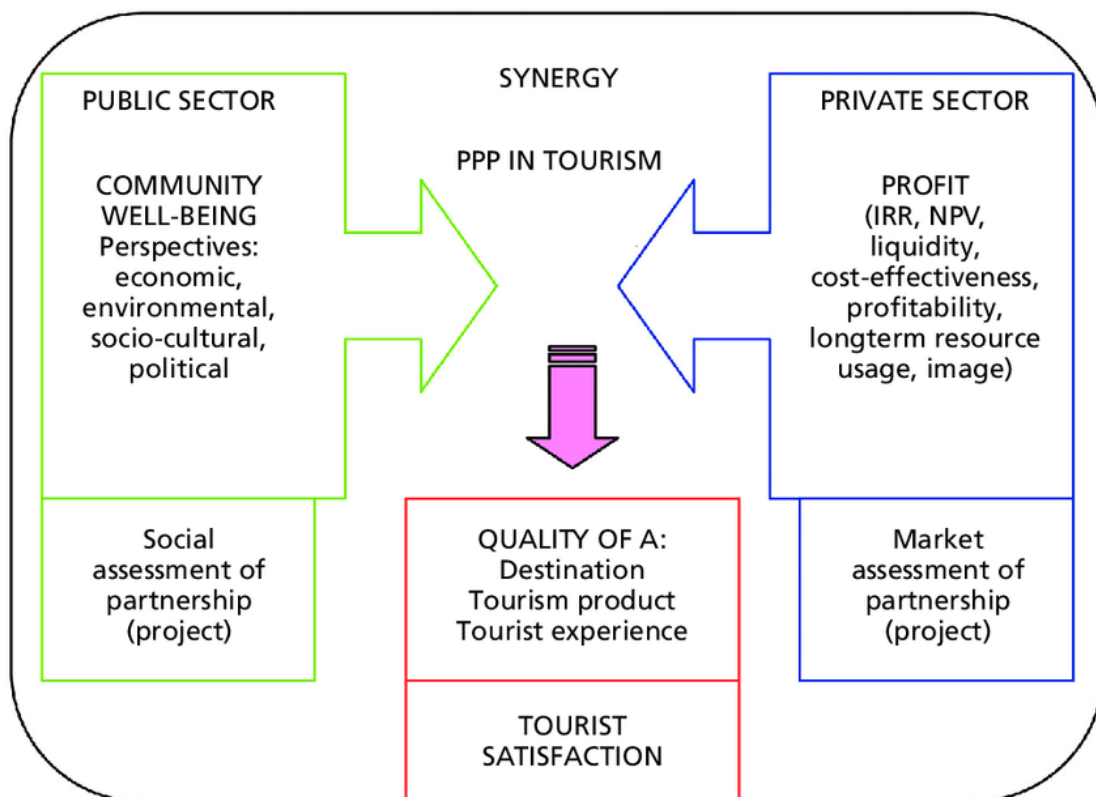 SYNERGY
PPP IN TOURISM
PUBLIC SECTOR
COMMUNITY
WELL-BEING
Perspectives:
economic,
environmental,
socio-cultural,
political
Social
assessment of
partnership
(project)
PRIVATE SECTOR
PROFIT
(IRR, NPV,
liquidity,
cost-effectiveness,
profitability,
longterm resource
usage, image)
Market
assessment of
partnership
(project)
QUALITY OF A:
Destination
Tourism product
Tourist experience
TOURIST
SATISFACTION